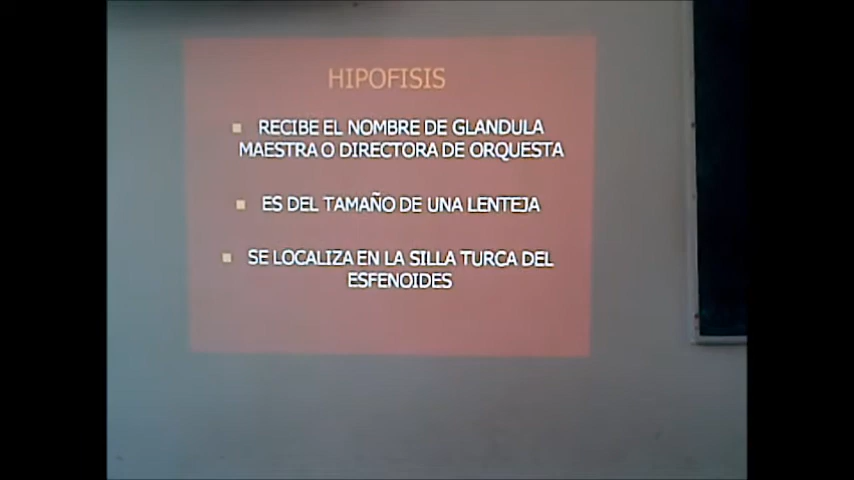 HIPOFISIS
RECIBE EL NOMBRE DE GLANDULA
MAESTRA O DIRECTORA DE ORQUESTA
ES DEL TAMAÑO DE UNA LENTEJA
SE LOCALIZA EN LA SILLA TURCA DEL
ESFENOIDES